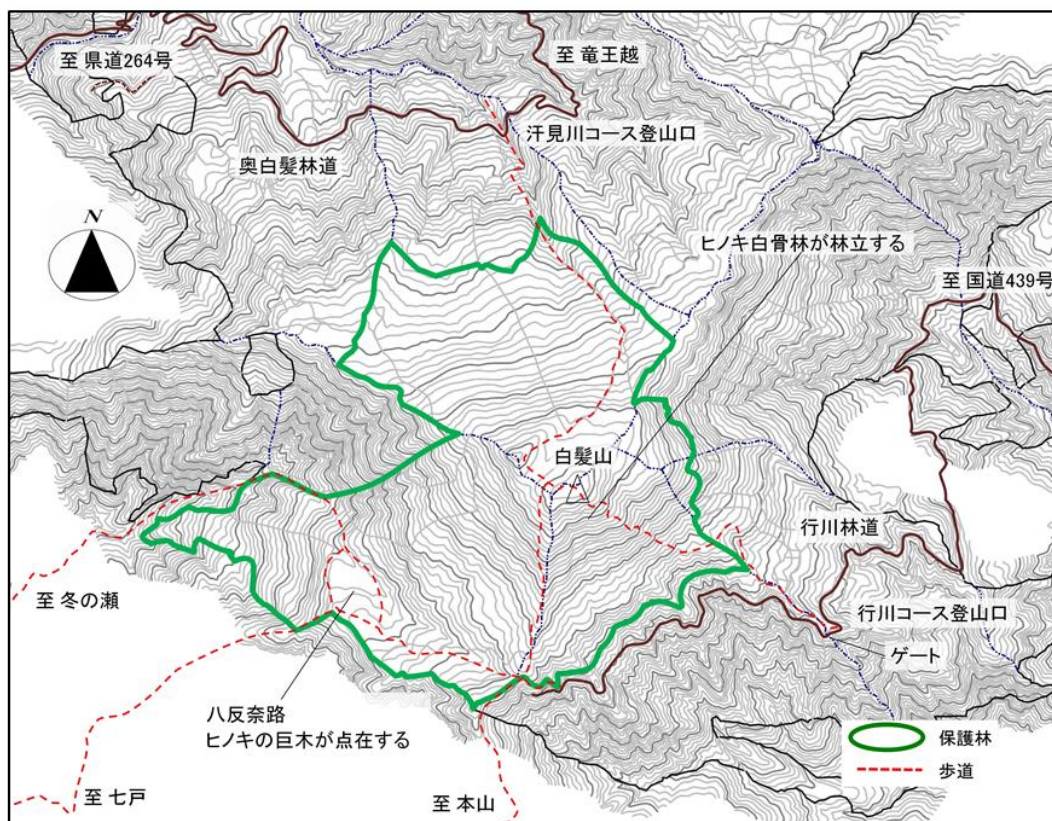 至 県道264号
至 竜王越
汗見川コース登山口
奥白髪林道
N
ヒノキ白骨林が林立する
至 国道439号
白髪山
行川林道
至 冬の瀬
行川コース登山口
ゲート
八反奈路
ヒノキの巨木が点在する
保護林
歩道
至 七戸
至 本山